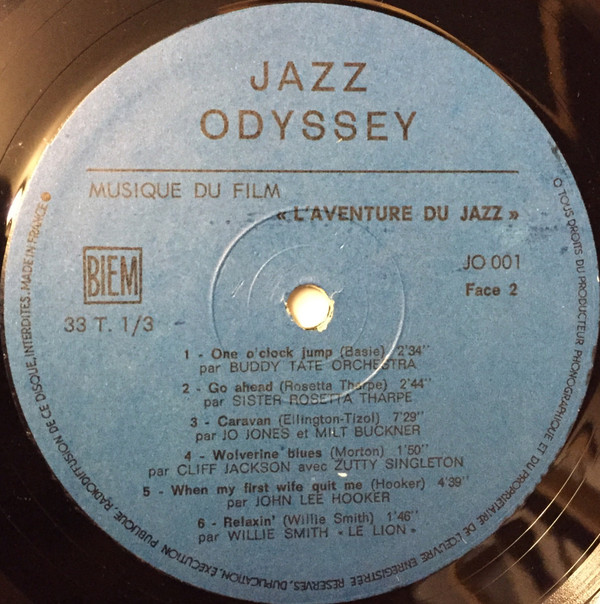 JAZZ
ODYSSEY
MUSIQUE DU FILM
« L'AVENTURE DU JAZZ »
BIEM
JO 001
Face 2
33 T. 1/3
1 - One o'clock jump (Basie) 2'34"
par BUDDY TATE ORCHESTRA
2 - Go ahead (Rosetta Tharpe) 2'44"
par SISTER ROSETTA THARPE
3 - Caravan (Ellington-Tizol) 7'29"
par JO JONES et MILT BUCKNER
4 - Wolverine blues (Morton) 1'50"
par CLIFF JACKSON avec ZUTTY SINGLETON
5 - When my first wife quit me (Hooker) 4'39"
par JOHN LEE HOOKER
6 - Relaxin' (Willie Smith) 1'46"
par WILLIE SMITH « LE LION »
TOUS DROITS DU PRODUCTEUR PHONOGRAPHIQUE ET DU PROPRIETAIRE DE L'ŒUVRE ENREGISTRÉE RESERVES, DUPLICATION, EXÉCUTION PUBLIQUE, RADIODIFFUSION DE CE DISQUE, INTERDITES. MADE IN FRANCE